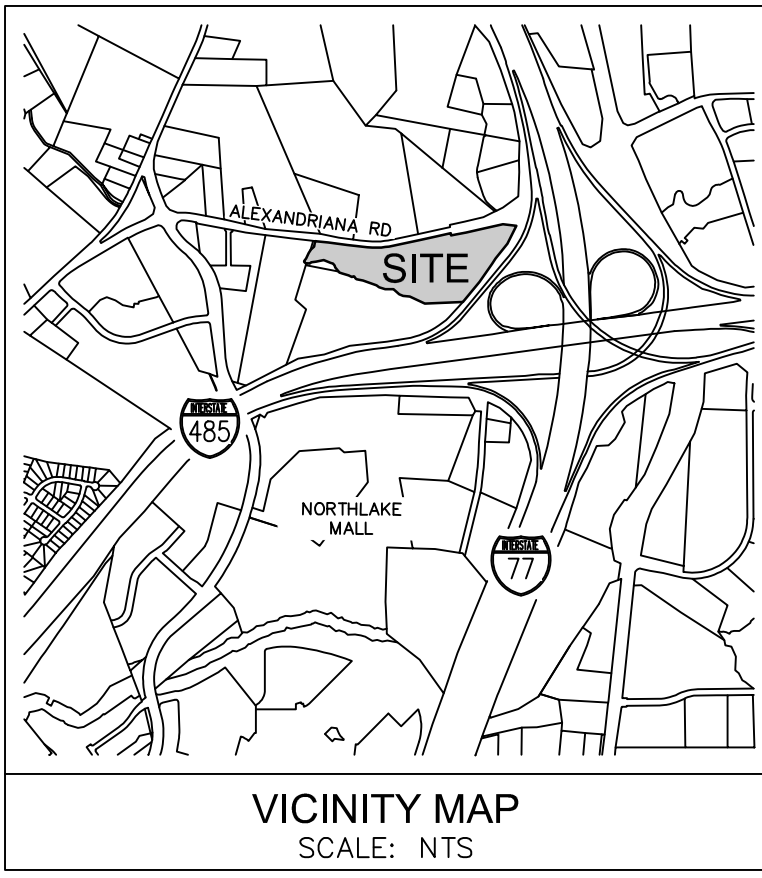 ALEXANDRIANA RD
SITE
INTERSTATE
485
NORTHLAKE
MALL
INTERSTATE
77
VICINITY MAP
SCALE: NTS